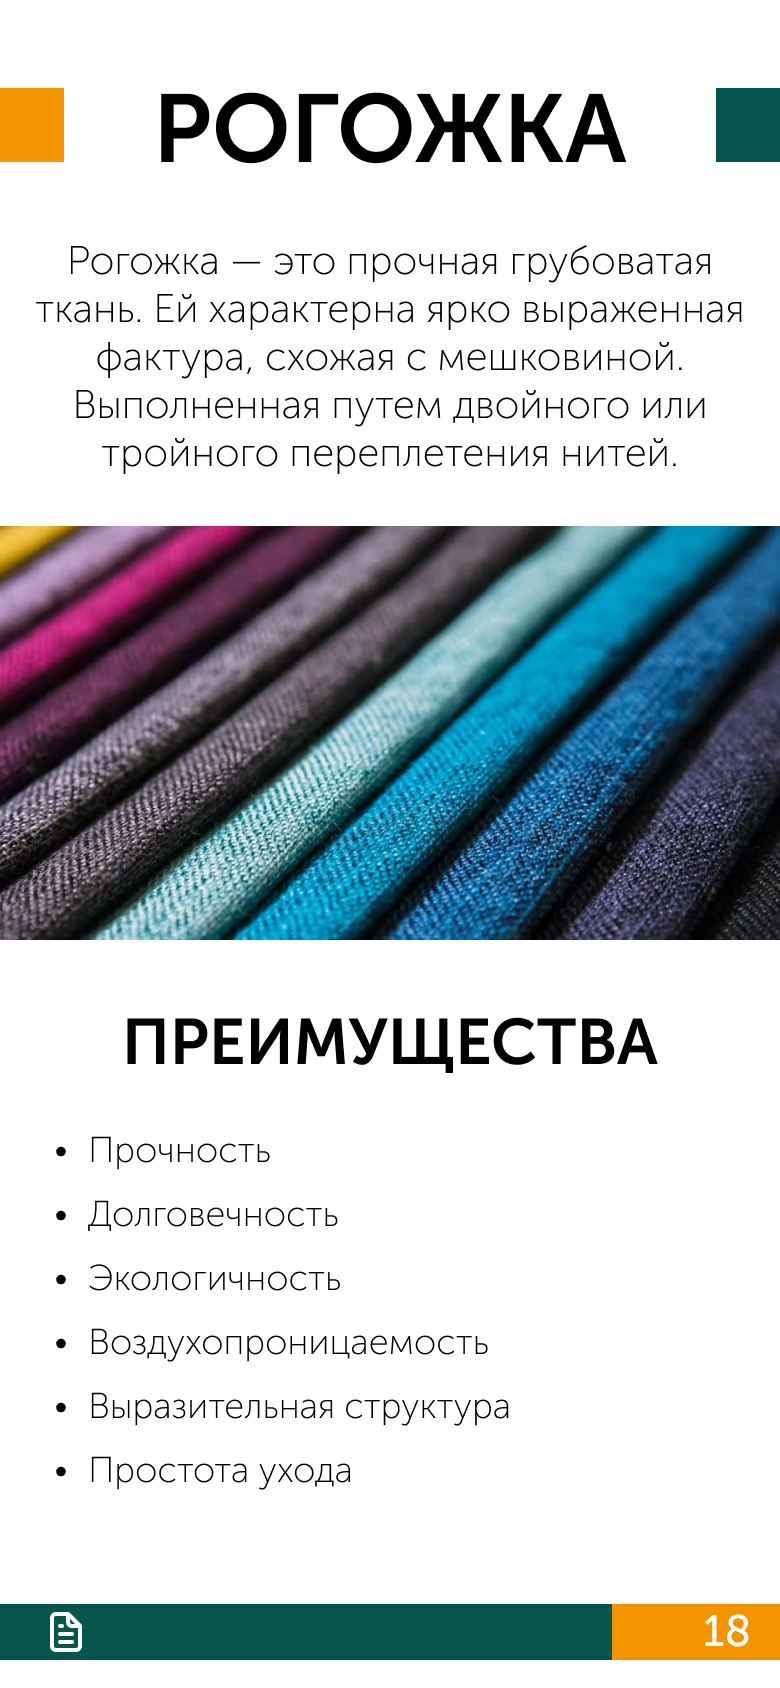 РОГОЖКА
Рогожка — это прочная грубоватая
ткань. Ей характерна ярко выраженная
фактура, схожая с мешковиной.
Выполненная путем двойного или
тройного переплетения нитей.
ПРЕИМУЩЕСТВА
• Прочность
• Долговечность
• Экологичность
• Воздухопроницаемость
• Выразительная структура
• Простота ухода
18